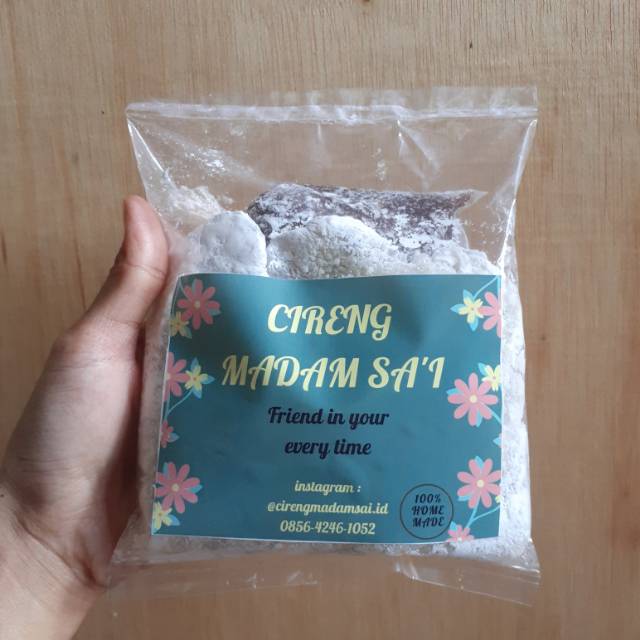 CIRENG
MADAM SA'I
Friend in your
every time
instagram :
@cirengmadamsai.id
0856-4246-1052
100%
HOME
MADE